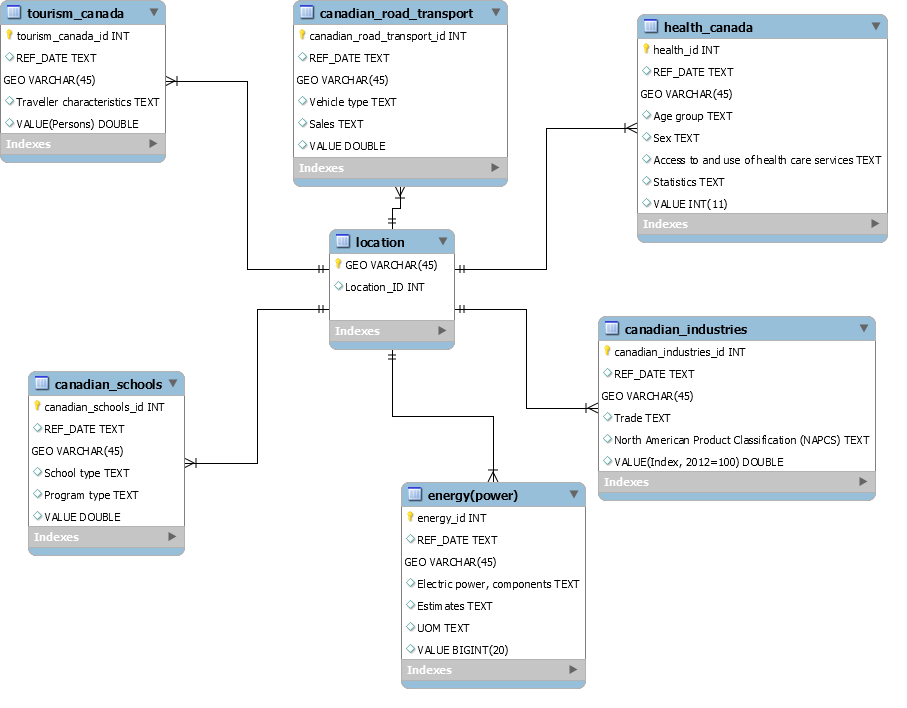 tourism_canada
tourism_canada_id INT
REF_DATE TEXT
GEO VARCHAR(45)
Traveller characteristics TEXT
VALUE(Persons) DOUBLE
Indexes
canadian_road_transport
canadian_road_transport_id INT
REF_DATE TEXT
GEO VARCHAR(45)
Vehicle type TEXT
Sales TEXT
VALUE DOUBLE
Indexes
health_canada
health_id INT
REF_DATE TEXT
GEO VARCHAR(45)
Age group TEXT
Sex TEXT
Access to and use of health care services TEXT
Statistics TEXT
VALUE INT(11)
Indexes
location
GEO VARCHAR(45)
Location_ID INT
Indexes
canadian_schools
canadian_schools_id INT
REF_DATE TEXT
GEO VARCHAR(45)
School type TEXT
Program type TEXT
VALUE DOUBLE
Indexes
canadian_industries
canadian_industries_id INT
REF_DATE TEXT
GEO VARCHAR(45)
Trade TEXT
North American Product Classification (NAPCS) TEXT
VALUE(Index, 2012=100) DOUBLE
Indexes
energy(power)
energy_id INT
REF_DATE TEXT
GEO VARCHAR(45)
Electric power, components TEXT
Estimates TEXT
UOM TEXT
VALUE BIGINT(20)
Indexes